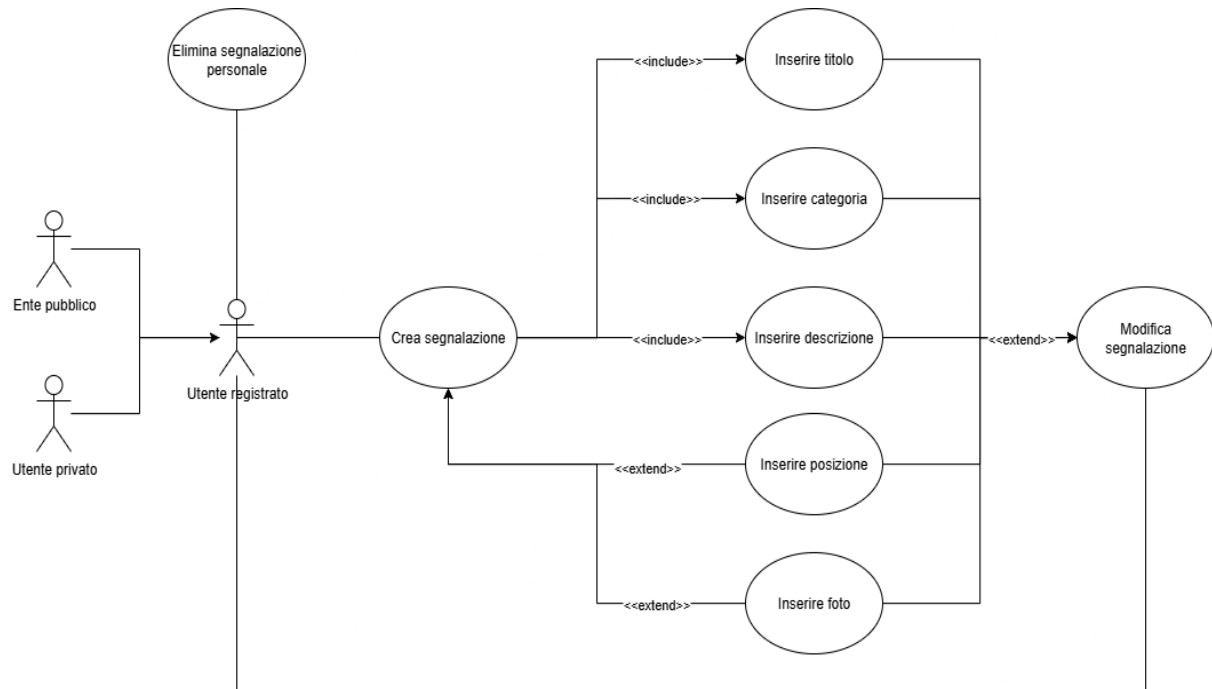 Elimina segnalazione
personale
<<include>>
Inserire titolo
<<include>>
Inserire categoria
Ente pubblico
Crea segnalazione
<<include>>
Inserire descrizione
<<extend>>
Modifica
segnalazione
Utente registrato
Utente privato
<<extend>>
Inserire posizione
<<extend>>
Inserire foto